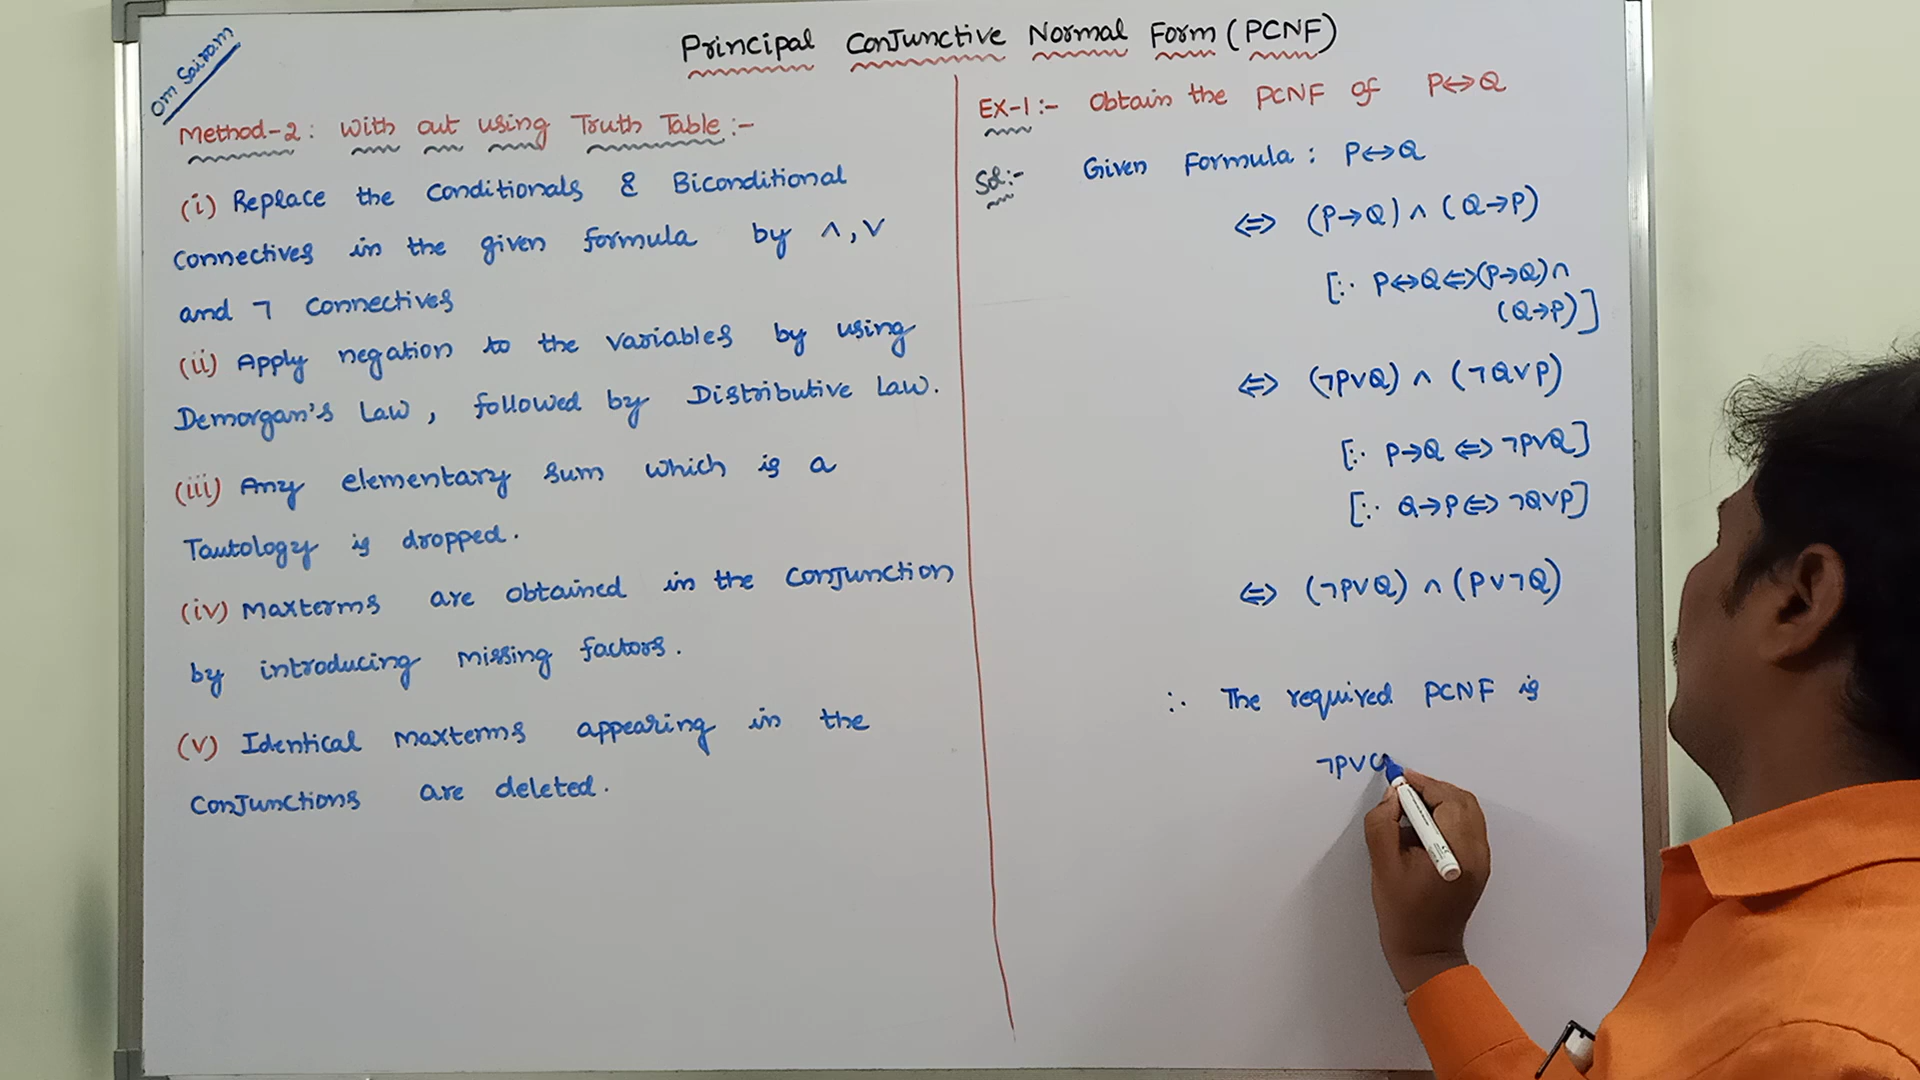 Om Sairam
Principal Conjunctive Normal Form (PCNF)
Method-2: With out using Truth Table:-
(i) Replace the Conditionals & Biconditional
Connectives in the given formula by ∧, ∨
and ¬ Connectives
(ii) Apply negation to the variables by using
Demorgan's Law, followed by Distributive Law.
(iii) Any elementary sum which is a
Tautology is dropped.
(iv) Maxterms are obtained in the Conjunction
by introducing missing factors.
(v) Identical Maxterms appearing in the
Conjunctions are deleted.
EX-1:- Obtain the PCNF of P↔Q
Sol:- Given Formula: P↔Q
⇔ (P→Q) ∧ (Q→P)
[∵ P↔Q⇔(P→Q)∧
(Q→P)]
⇔ (¬P∨Q) ∧ (¬Q∨P)
[∵ P→Q ⇔ ¬P∨Q]
[∵ Q→P ⇔ ¬Q∨P]
⇔ (¬P∨Q) ∧ (P∨¬Q)
∴ The required PCNF is
¬P∨Q